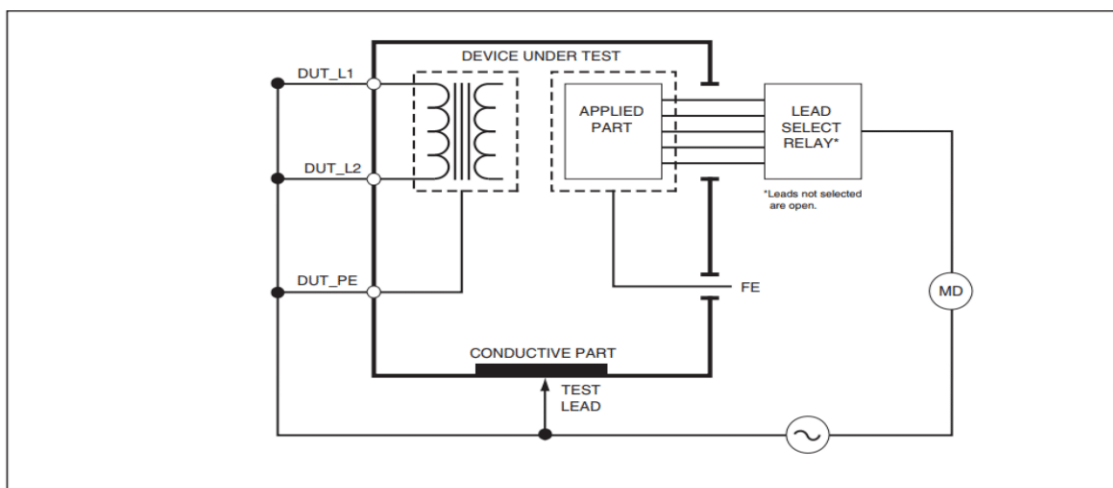 DEVICE UNDER TEST
DUT_L1
APPLIED
PART
LEAD
SELECT
RELAY*
DUT_L2
*Leads not selected
are open.
DUT_PE
FE
MD
CONDUCTIVE PART
TEST
LEAD